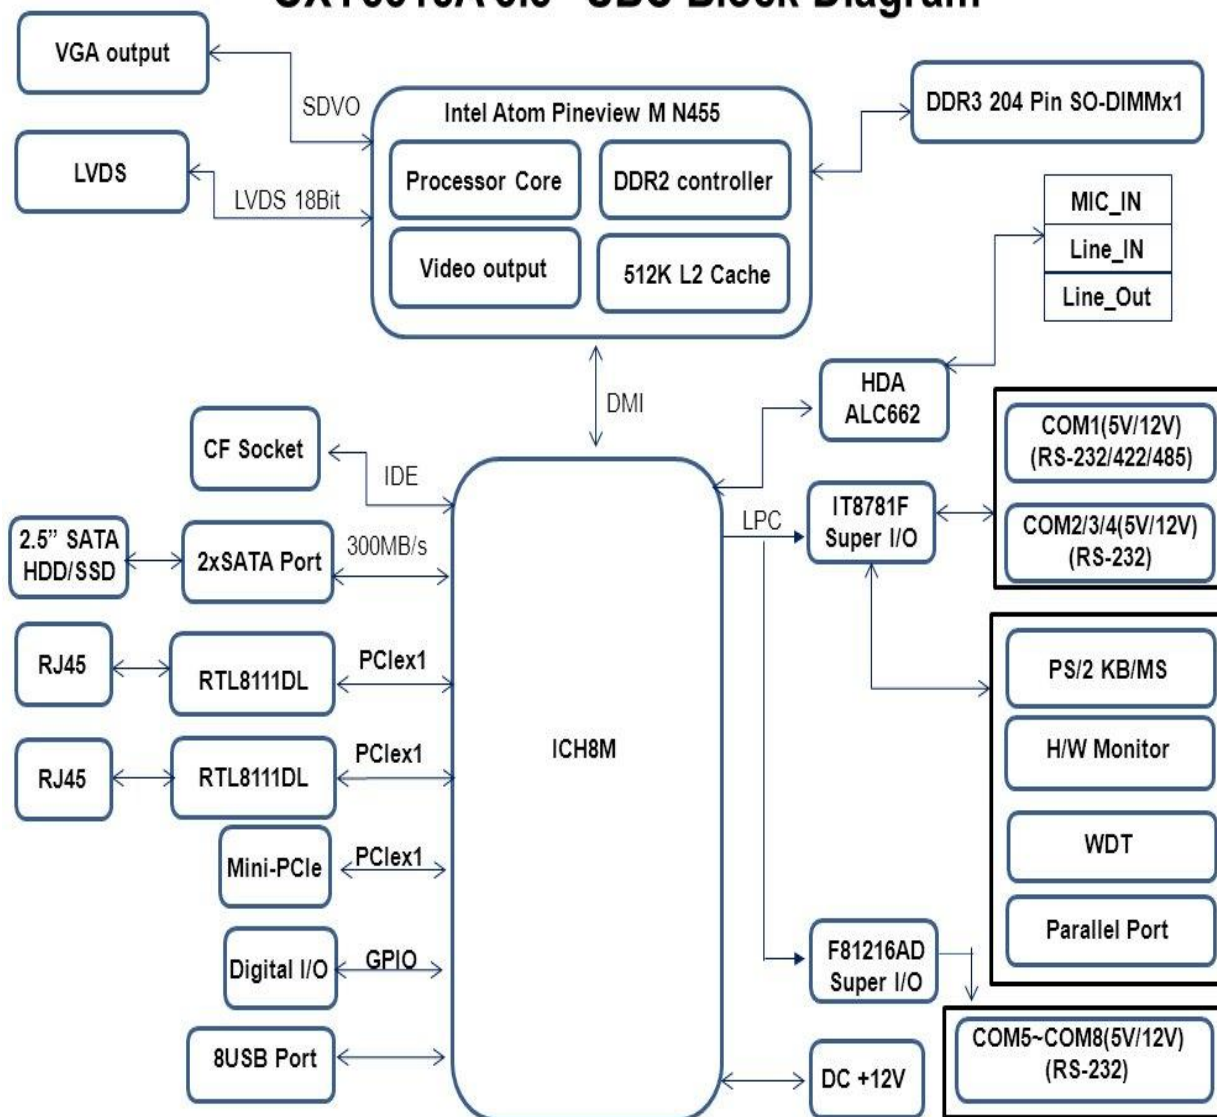 SBC Block Diagram
VGA output
SDVO
LVDS
LVDS 18Bit
Intel Atom Pineview M N455
Processor Core
DDR2 controller
Video output
512K L2 Cache
DDR3 204 Pin SO-DIMMx1
MIC_IN
Line_IN
Line_Out
DMI
HDA
ALC662
CF Socket
IDE
COM1(5V/12V)
(RS-232/422/485)
LPC
IT8781F
Super I/O
COM2/3/4(5V/12V)
(RS-232)
2.5” SATA
HDD/SSD
2xSATA Port
300MB/s
RJ45
RTL8111DL
PCIex1
PS/2 KB/MS
ICH8M
H/W Monitor
RJ45
RTL8111DL
PCIex1
Mini-PCIe
PCIex1
WDT
Parallel Port
Digital I/O
GPIO
F81216AD
Super I/O
8USB Port
DC +12V
COM5~COM8(5V/12V)
(RS-232)